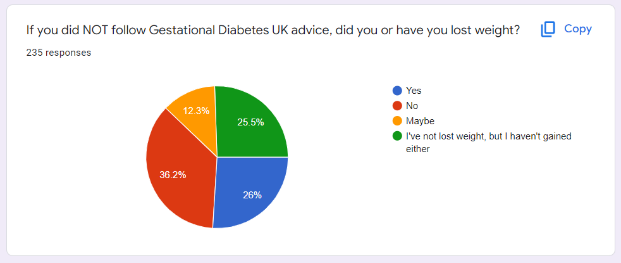 If you did NOT follow Gestational Diabetes UK advice, did you or have you lost weight?
Copy
235 responses
25.5%
12.3%
36.2%
26%
Yes
No
Maybe
I've not lost weight, but I haven't gained
either